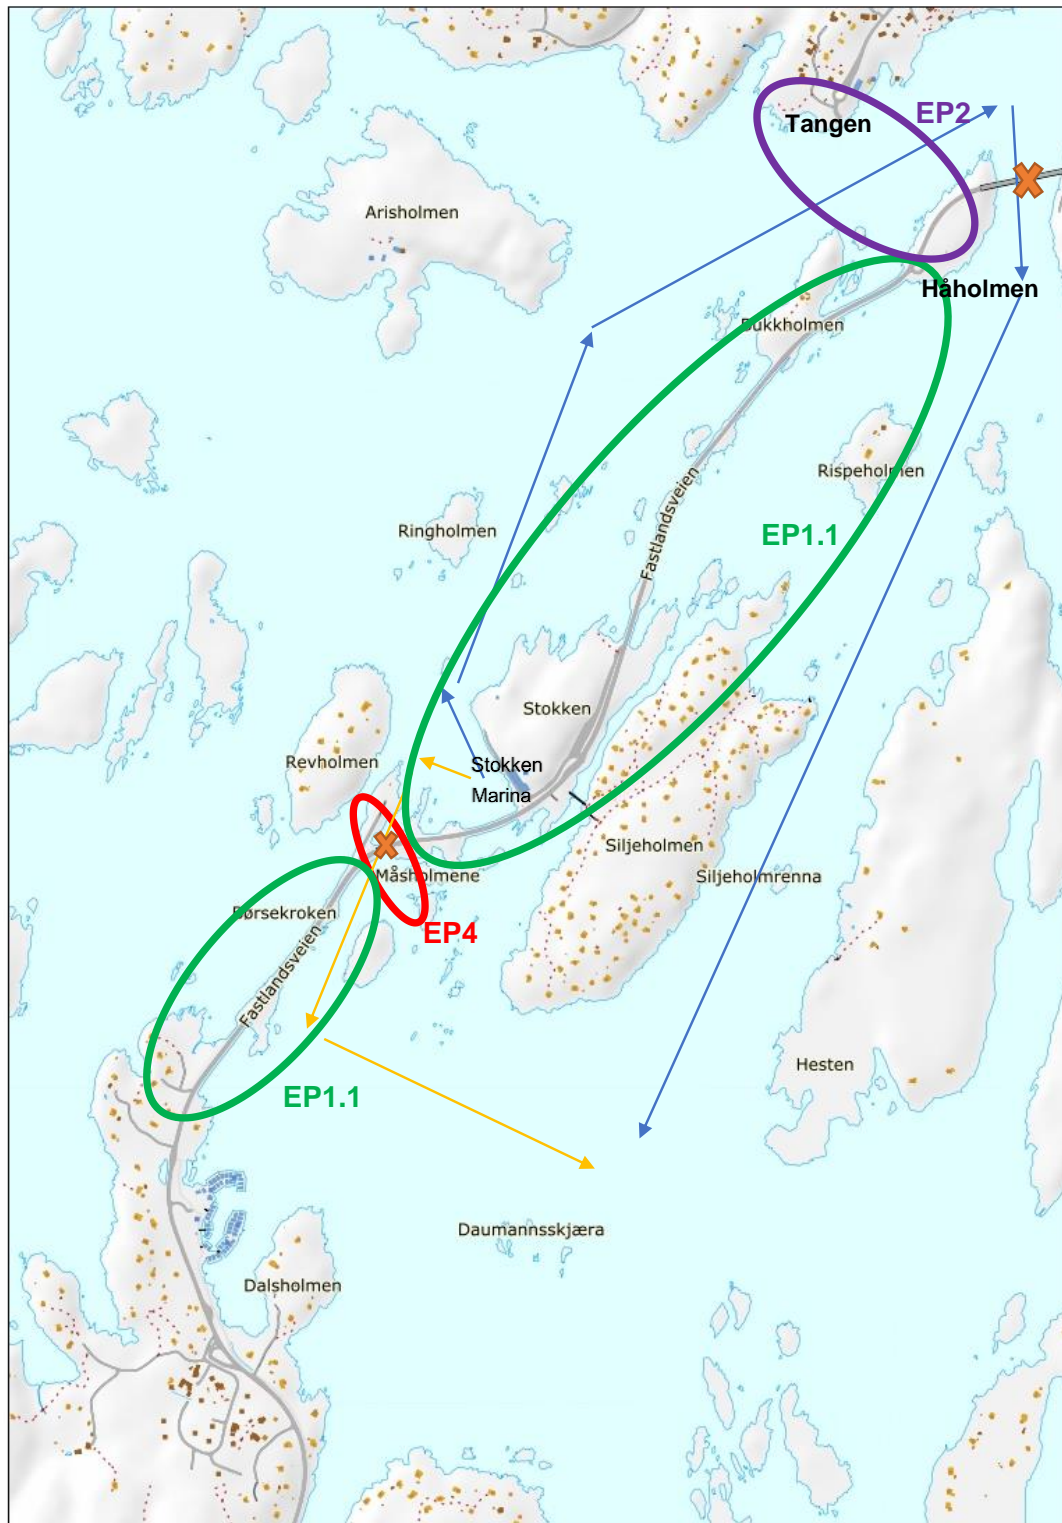 EP2
Tangen
Arisholmen
Håholmen
Bukkholmen
Rispeholmen
Fastlandsveien
Ringholmen
EP1.1
Stokken
Revholmen
Stokken
Marina
Siljeholmen
Måsholmene
Siljeholmrenna
Børsekroken
EP4
Fastlandsveien
Hesten
EP1.1
Daumannsskjæra
Dalsholmen